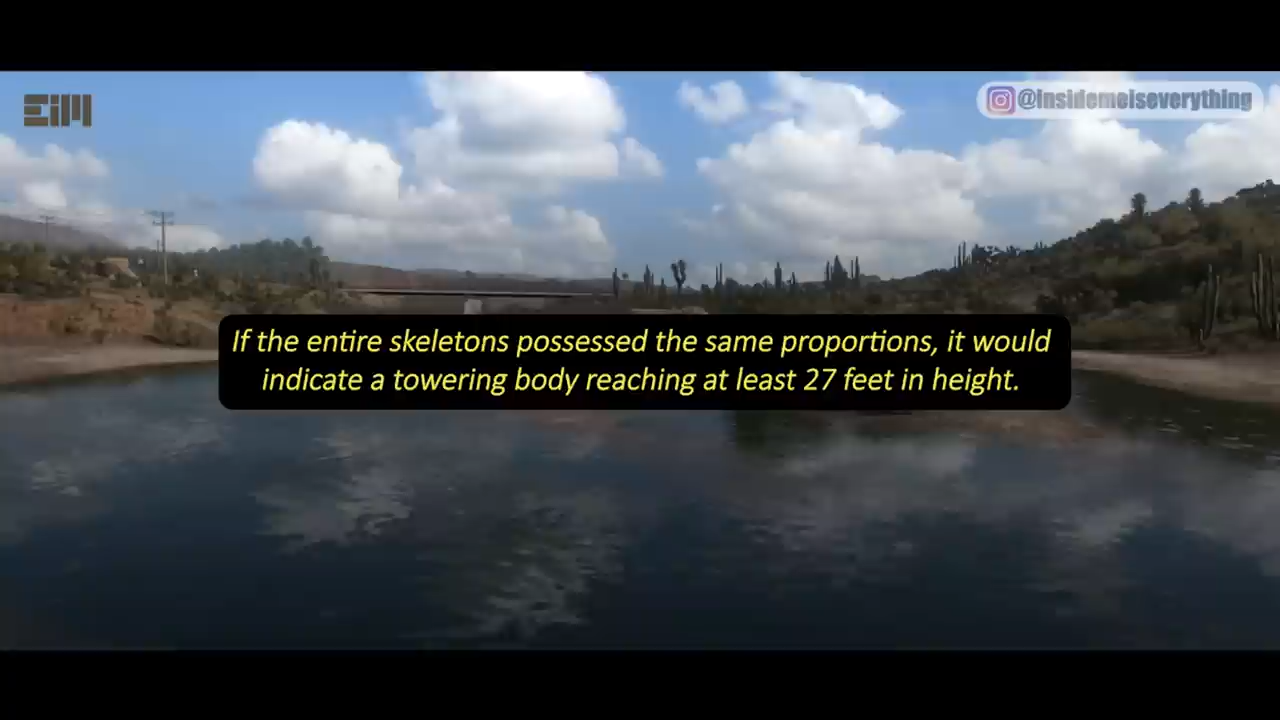 EiM
@Insidemeiseverything
If the entire skeletons possessed the same proportions, it would
indicate a towering body reaching at least 27 feet in height.